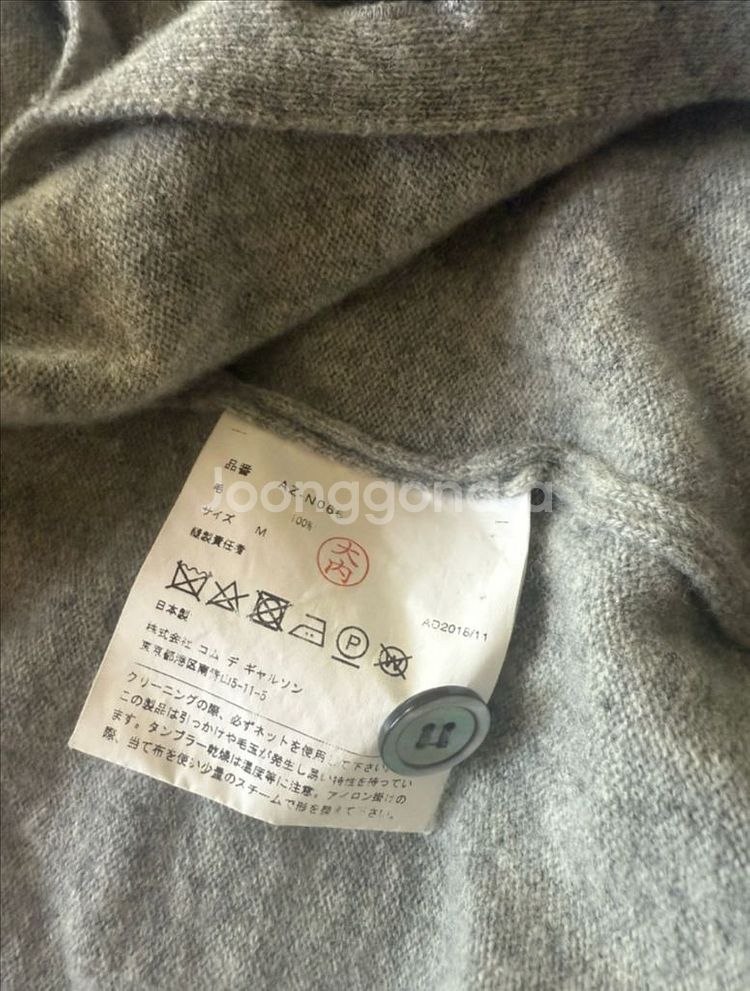 品番 AZ-N065
毛 100%
サイズ M
縫製責任者 大内
AD2018/11
日本製
株式会社 コム デ ギャルソン
東京都港区南青山5-11-5
クリーニングの際、必ずネットを使用して下さい。
この製品は引っかけや毛玉が発生し易い特性を持ってい
ます。タンブラー乾燥は温度等に注意。アイロン掛けの
際、当て布を使い少量のスチームで形を整えて下さい。
Joonggonara